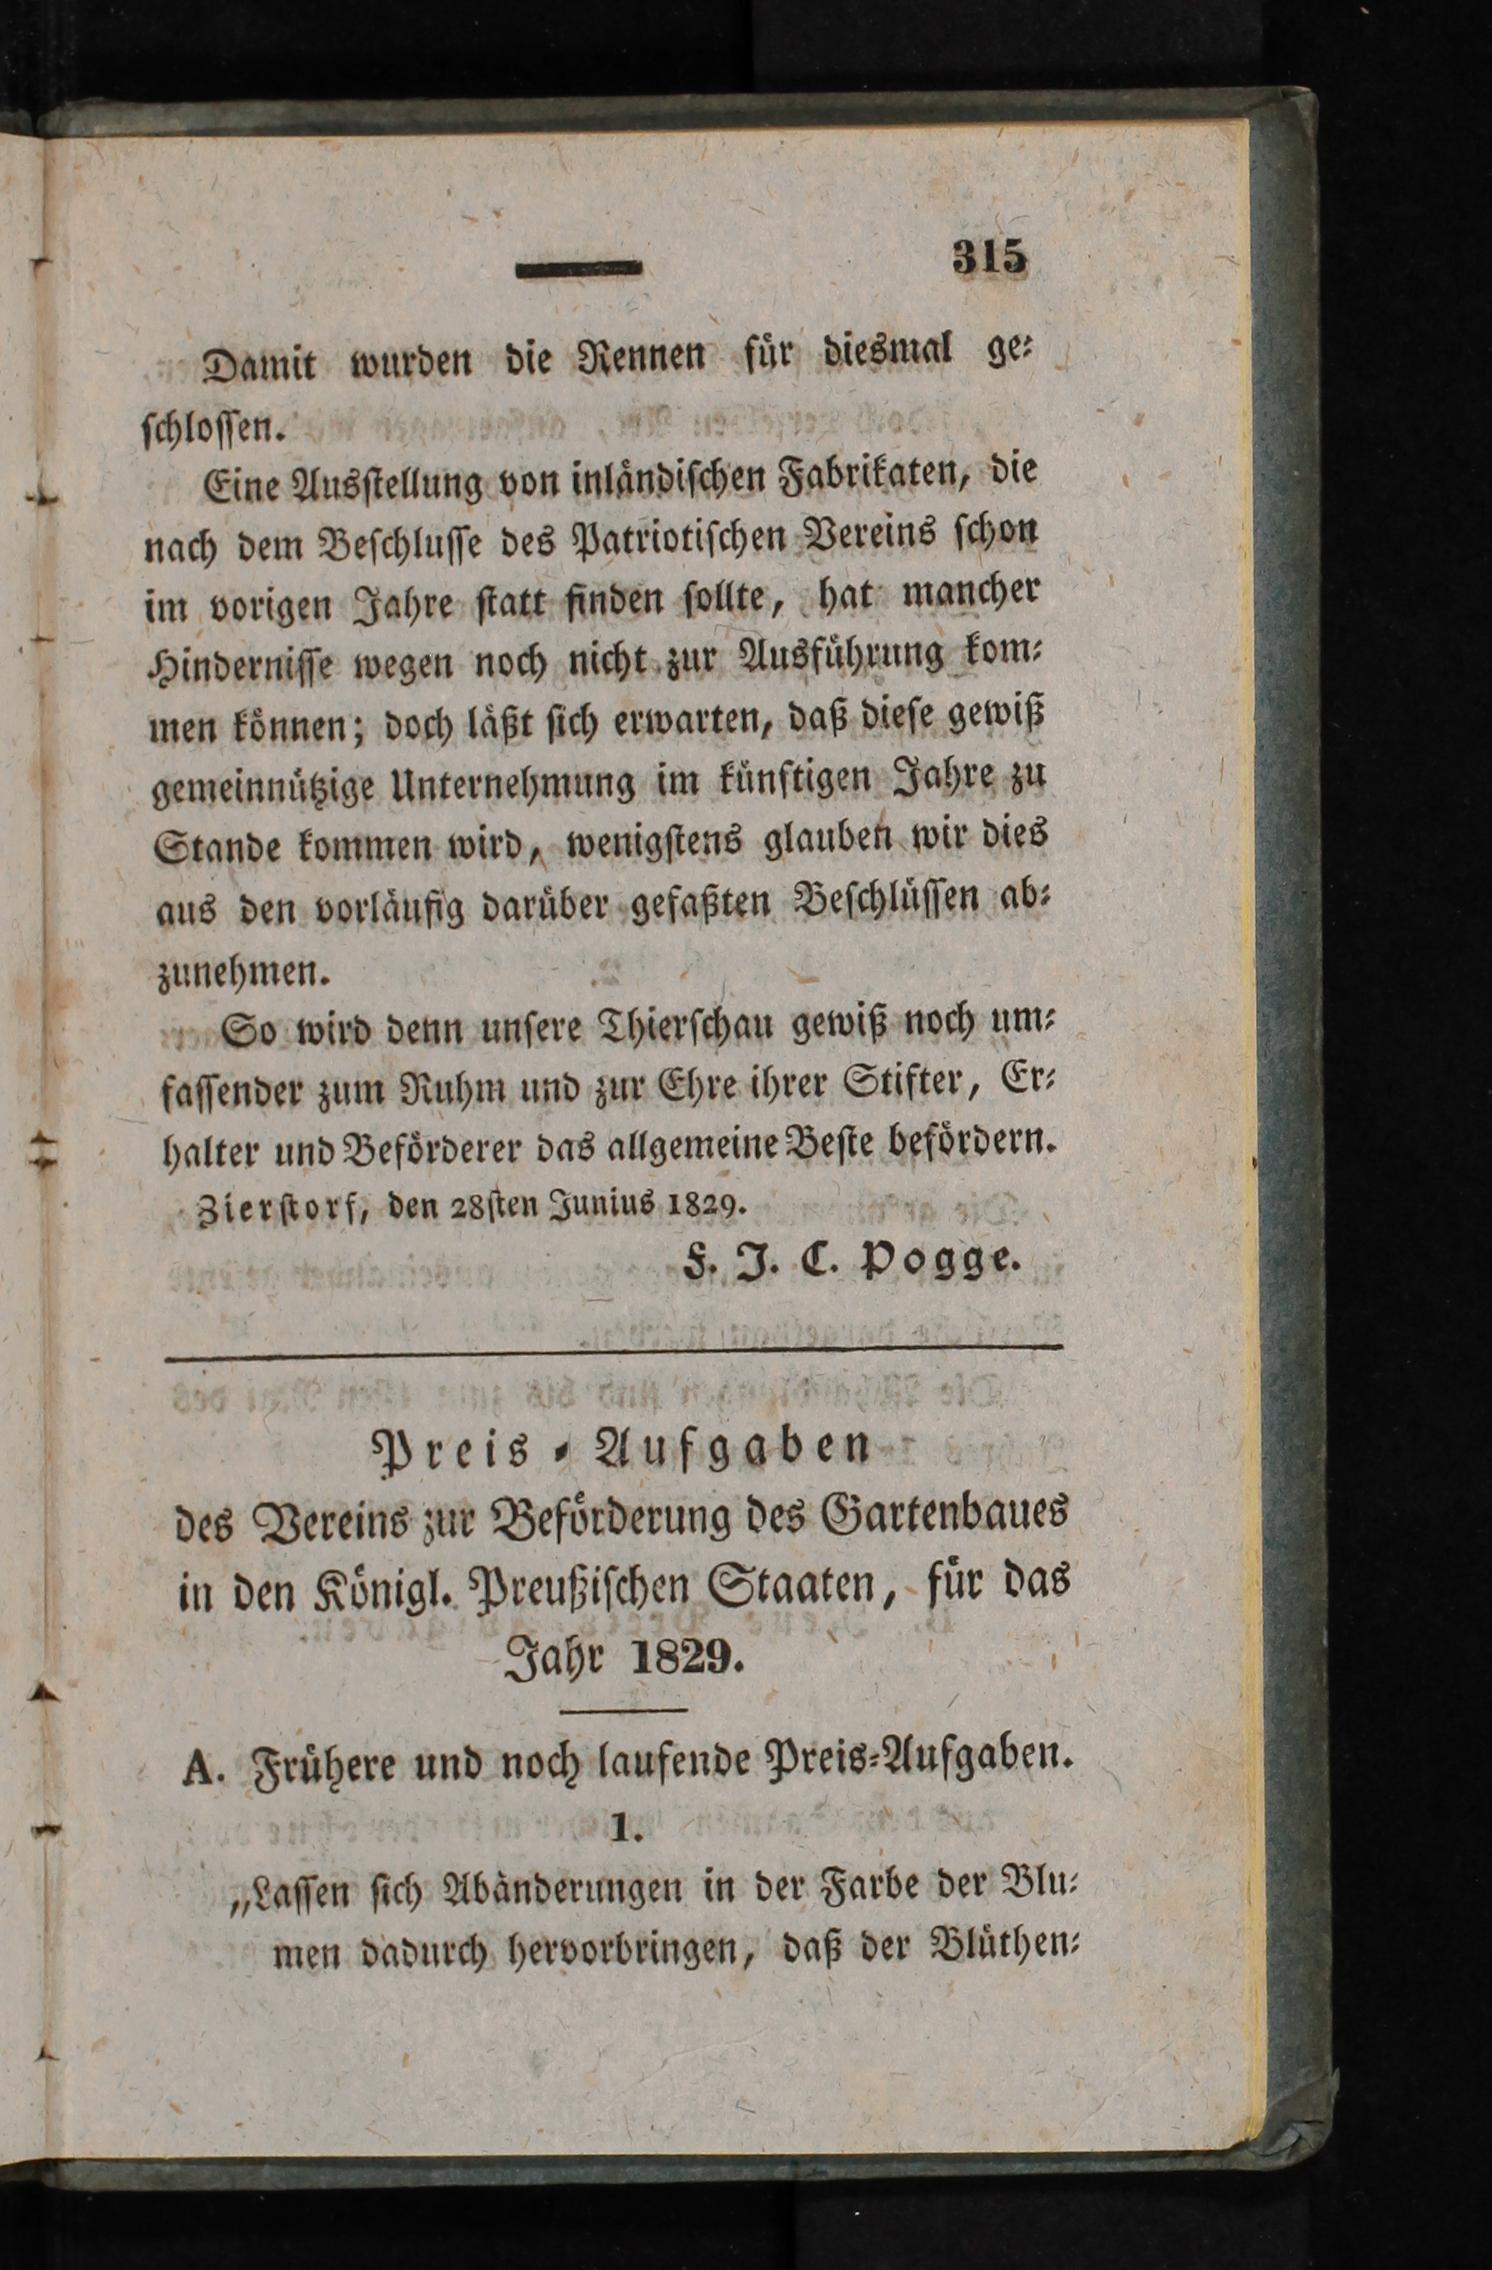 315
Damit wurden die Rennen für diesmal ge⸗
ſchloſſen.
Eine Ausſtellung von inländiſchen Fabrikaten, die
nach dem Beſchluſſe des Patriotiſchen Vereins ſchon
im vorigen Jahre ſtatt finden ſollte, hat mancher
Hinderniſſe wegen noch nicht zur Ausführung kom⸗
men können; doch läßt ſich erwarten, daß dieſe gewiß
gemeinnützige Unternehmung im künftigen Jahre zu
Stande kommen wird, wenigſtens glauben wir dies
aus den vorläufig darüber gefaßten Beſchlüſſen ab⸗
zunehmen.
So wird denn unſere Thierſchau gewiß noch um⸗
faſſender zum Ruhm und zur Ehre ihrer Stifter, Er⸗
halter und Beförderer das allgemeine Beſte befördern.
Zierſtorf, den 28ſten Junius 1829.
F. J. C. Pogge.
Preis⸗Aufgaben
des Vereins zur Beförderung des Gartenbaues
in den Königl. Preußiſchen Staaten, für das
Jahr 1829.
A. Frühere und noch laufende Preis⸗Aufgaben.
1.
„Laſſen ſich Abänderungen in der Farbe der Blu⸗
men dadurch hervorbringen, daß der Blüthen⸗